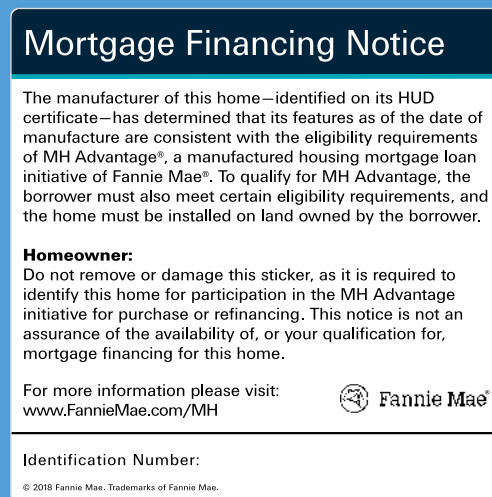 Mortgage Financing Notice
The manufacturer of this home—identified on its HUD
certificate—has determined that its features as of the date of
manufacture are consistent with the eligibility requirements
of MH Advantage®, a manufactured housing mortgage loan
initiative of Fannie Mae®. To qualify for MH Advantage, the
borrower must also meet certain eligibility requirements, and
the home must be installed on land owned by the borrower.
Homeowner:
Do not remove or damage this sticker, as it is required to
identify this home for participation in the MH Advantage
initiative for purchase or refinancing. This notice is not an
assurance of the availability of, or your qualification for,
mortgage financing for this home.
For more information please visit:
www.FannieMae.com/MH
Fannie Mae®
Identification Number:
© 2018 Fannie Mae. Trademarks of Fannie Mae.